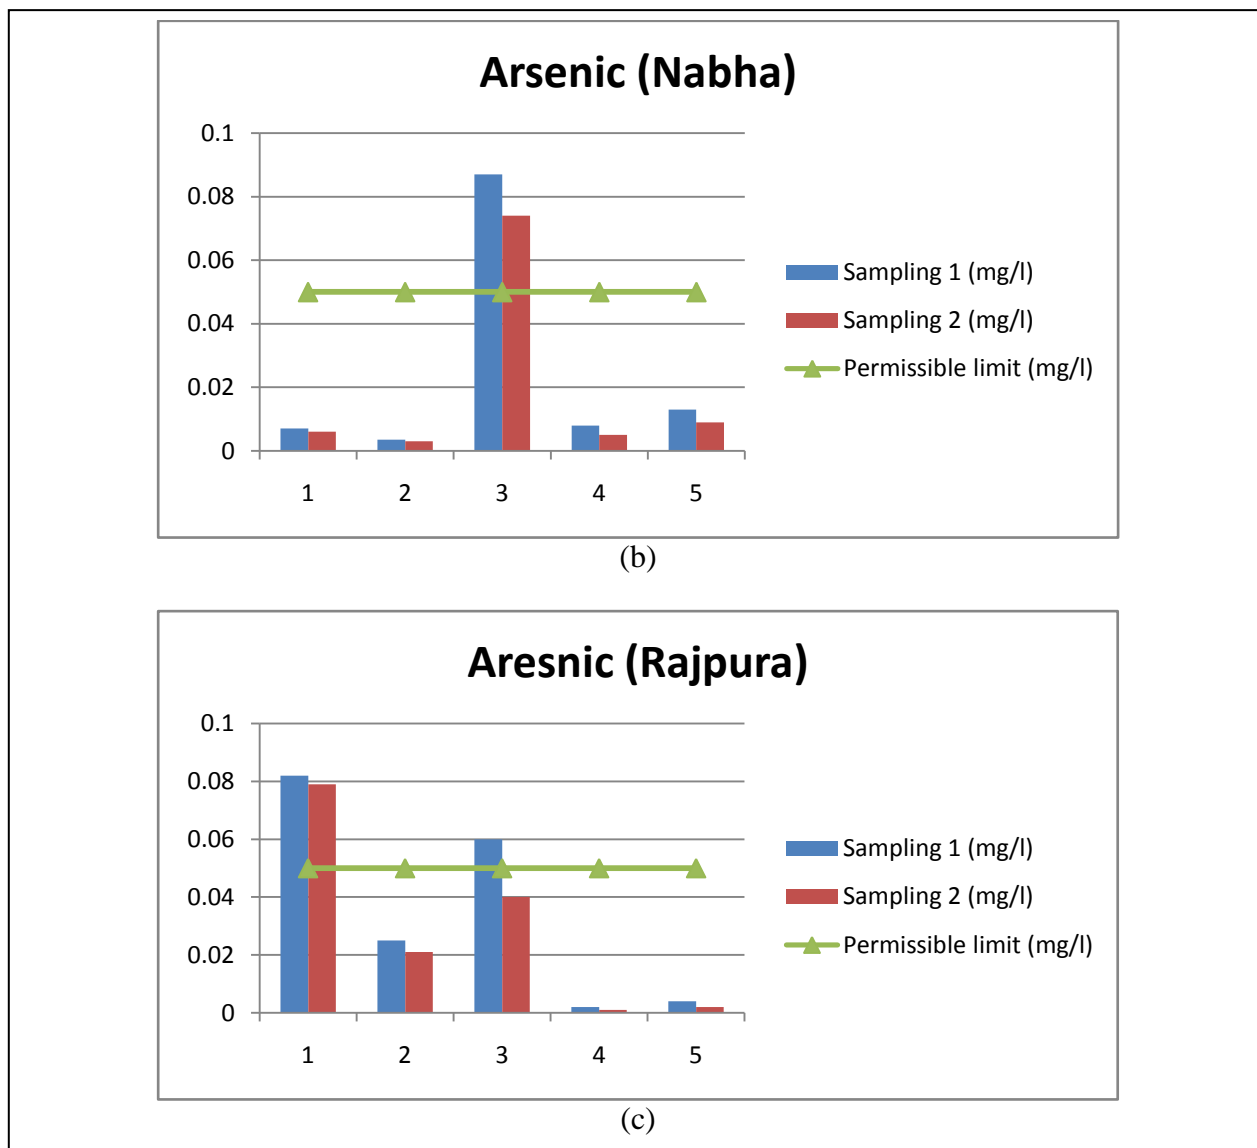 Arsenic (Nabha)
0.1
0.08
0.06
0.04
0.02
0
1 2 3 4 5
Sampling 1 (mg/l)
Sampling 2 (mg/l)
Permissible limit (mg/l)
(b)
Aresnic (Rajpura)
0.1
0.08
0.06
0.04
0.02
0
1 2 3 4 5
Sampling 1 (mg/l)
Sampling 2 (mg/l)
Permissible limit (mg/l)
(c)